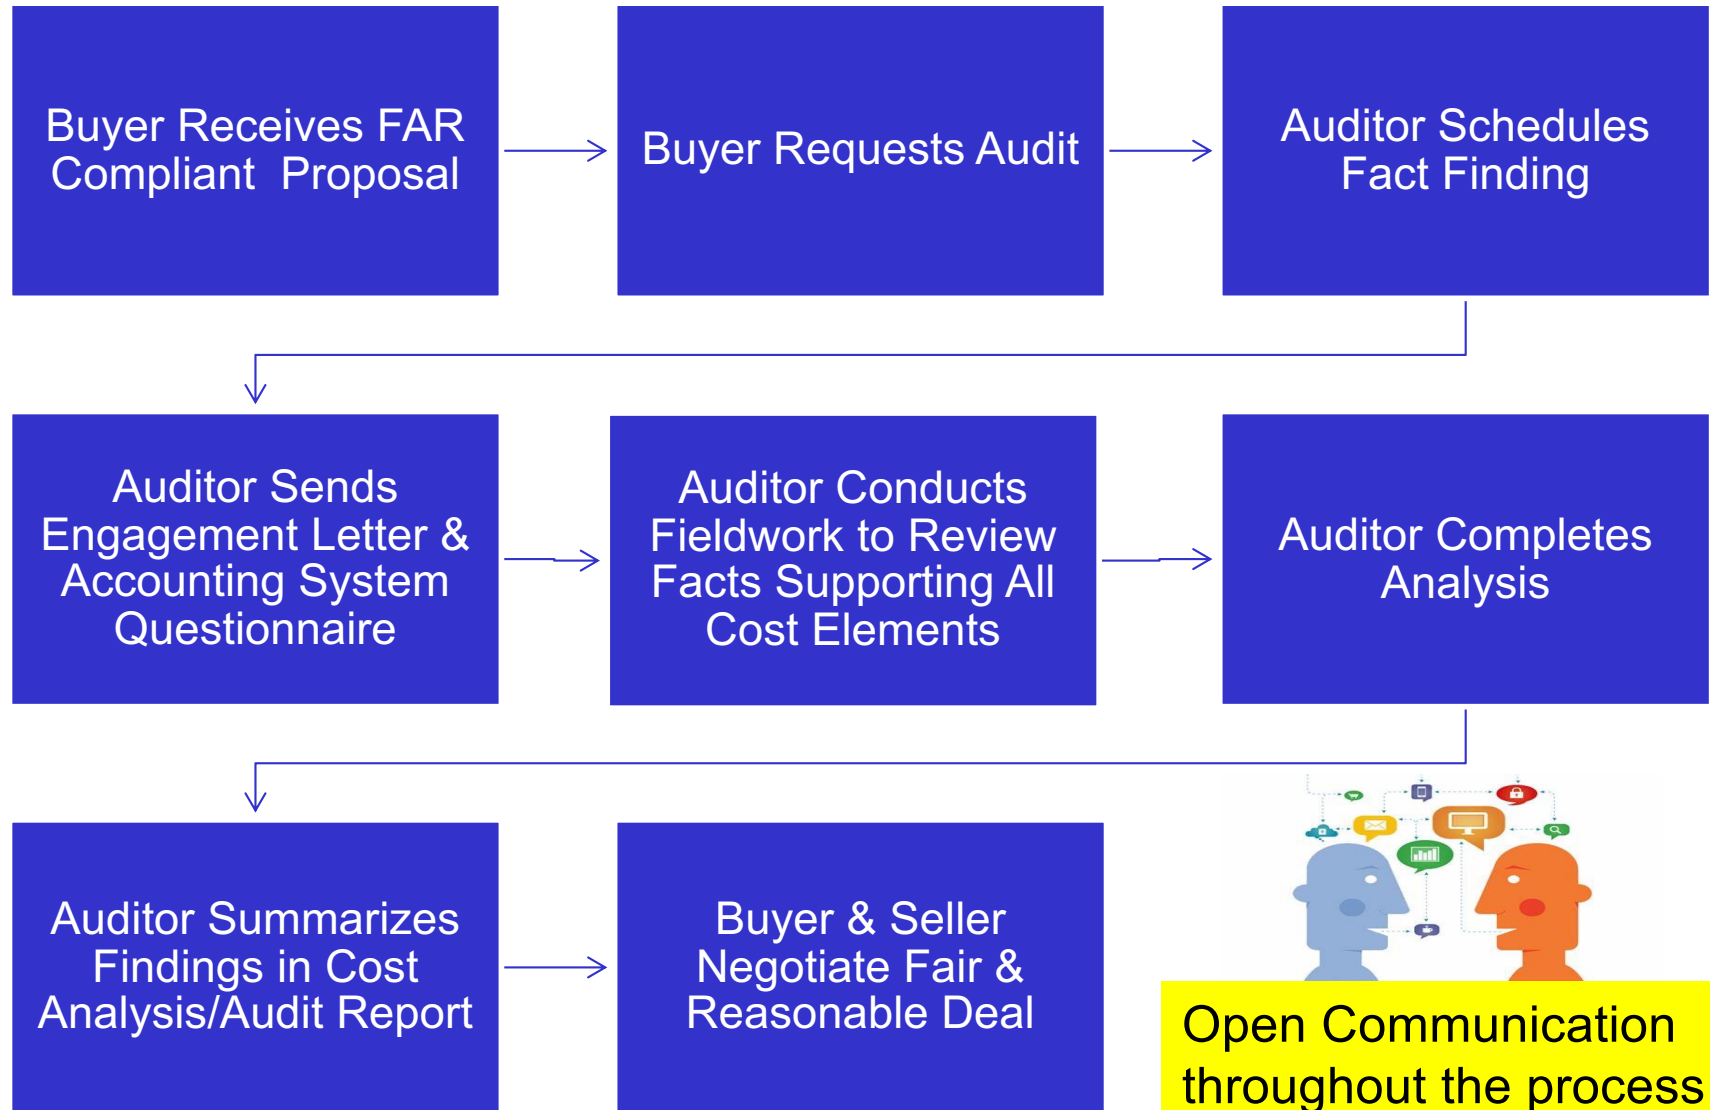 Buyer Receives FAR
Compliant  Proposal
Buyer Requests Audit
Auditor Schedules
Fact Finding
Auditor Sends
Engagement Letter &
Accounting System
Questionnaire
Auditor Conducts
Fieldwork to Review
Facts Supporting All
Cost Elements
Auditor Completes
Analysis
Auditor Summarizes
Findings in Cost
Analysis/Audit Report
Buyer & Seller
Negotiate Fair &
Reasonable Deal
Open Communication
throughout the process